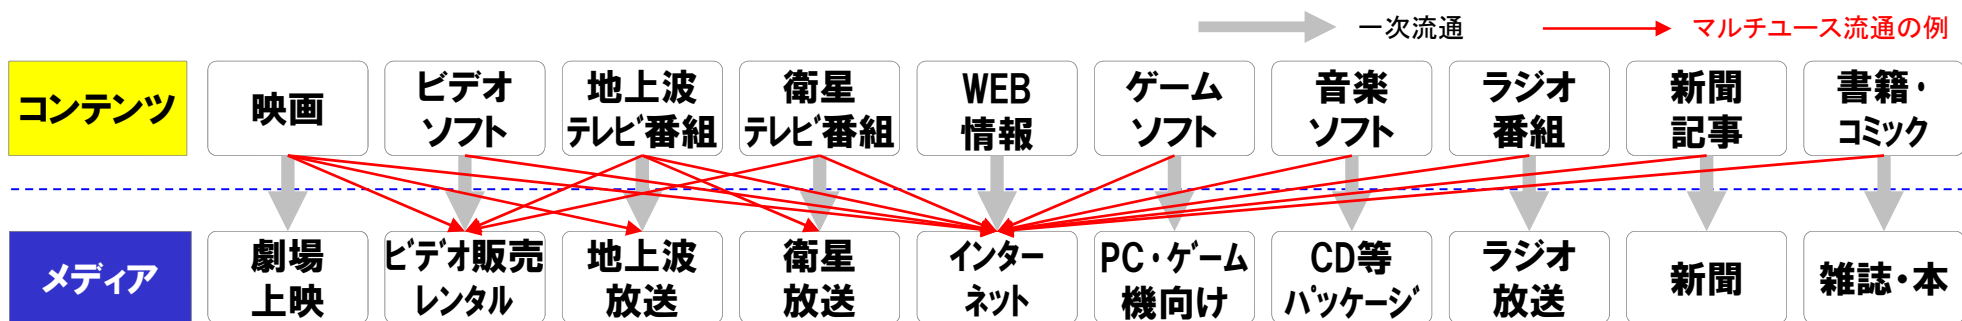 一次流通 マルチユース流通の例
コンテンツ
映画
ビデオ
ソフト
地上波
テレビ番組
衛星
テレビ番組
WEB
情報
ゲーム
ソフト
音楽
ソフト
ラジオ
番組
新聞
記事
書籍・
コミック
メディア
劇場
上映
ビデオ販売
レンタル
地上波
放送
衛星
放送
インター
ネット
PC・ゲーム
機向け
CD等
パッケージ
ラジオ
放送
新聞
雑誌・本